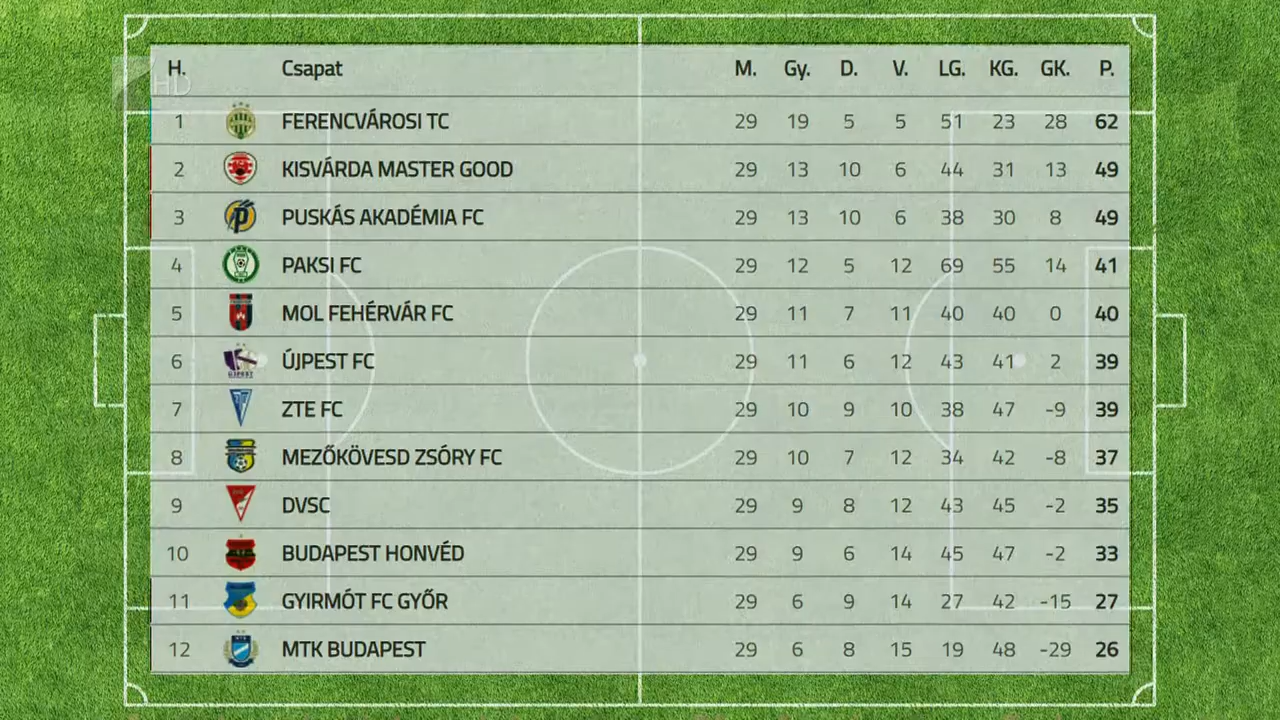 HD
H. Csapat M. Gy. D. V. LG. KG. GK. P.
1 FERENCVÁROSI TC 29 19 5 5 51 23 28 62
2 KISVÁRDA MASTER GOOD 29 13 10 6 44 31 13 49
3 PUSKÁS AKADÉMIA FC 29 13 10 6 38 30 8 49
4 PAKSI FC 29 12 5 12 69 55 14 41
5 MOL FEHÉRVÁR FC 29 11 7 11 40 40 0 40
6 ÚJPEST FC 29 11 6 12 43 41 2 39
7 ZTE FC 29 10 9 10 38 47 -9 39
8 MEZŐKÖVESD ZSÓRY FC 29 10 7 12 34 42 -8 37
9 DVSC 29 9 8 12 43 45 -2 35
10 BUDAPEST HONVÉD 29 9 6 14 45 47 -2 33
11 GYIRMÓT FC GYŐR 29 6 9 14 27 42 -15 27
12 MTK BUDAPEST 29 6 8 15 19 48 -29 26